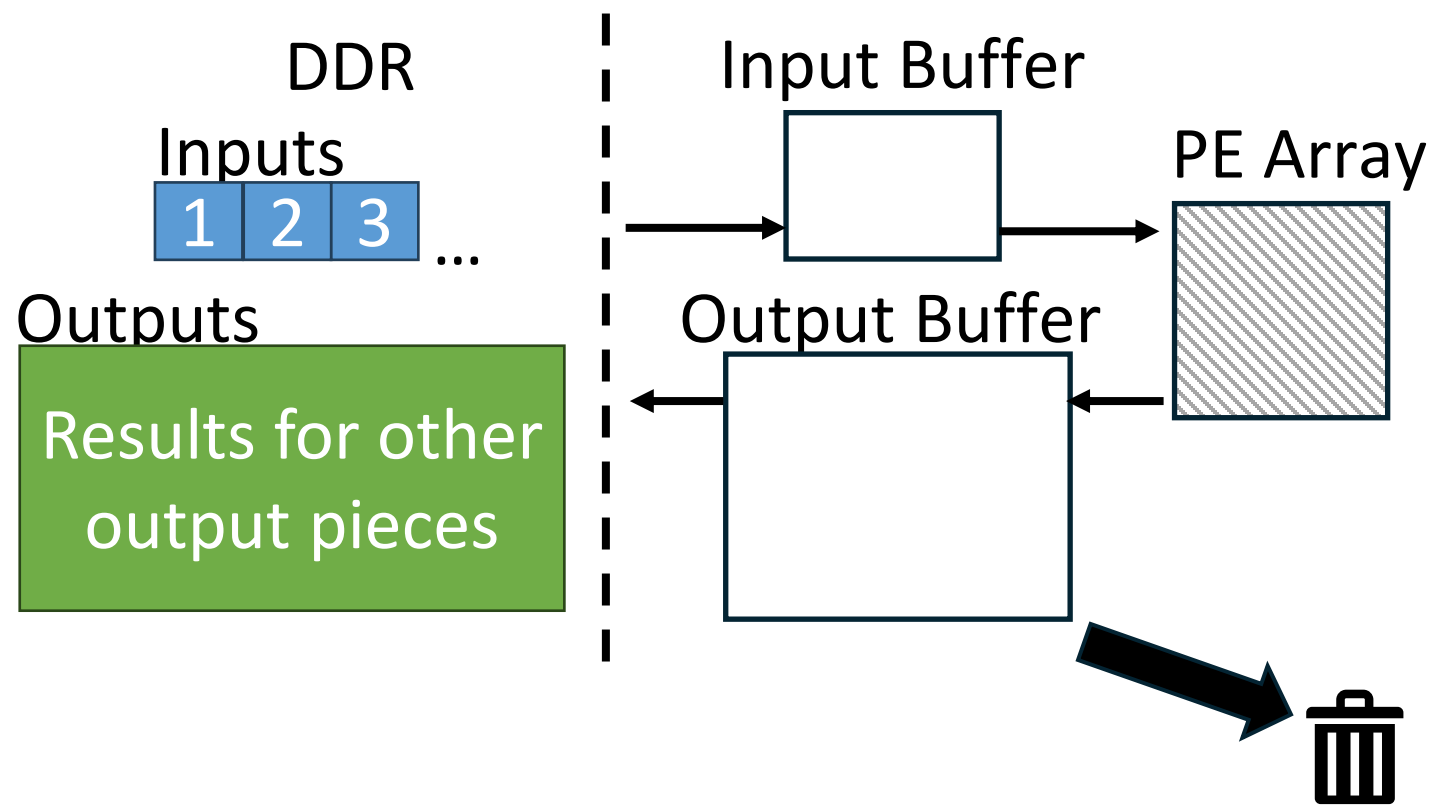 DDR
Inputs
1 2 3 ...
Outputs
Results for other
output pieces
Input Buffer
PE Array
Output Buffer